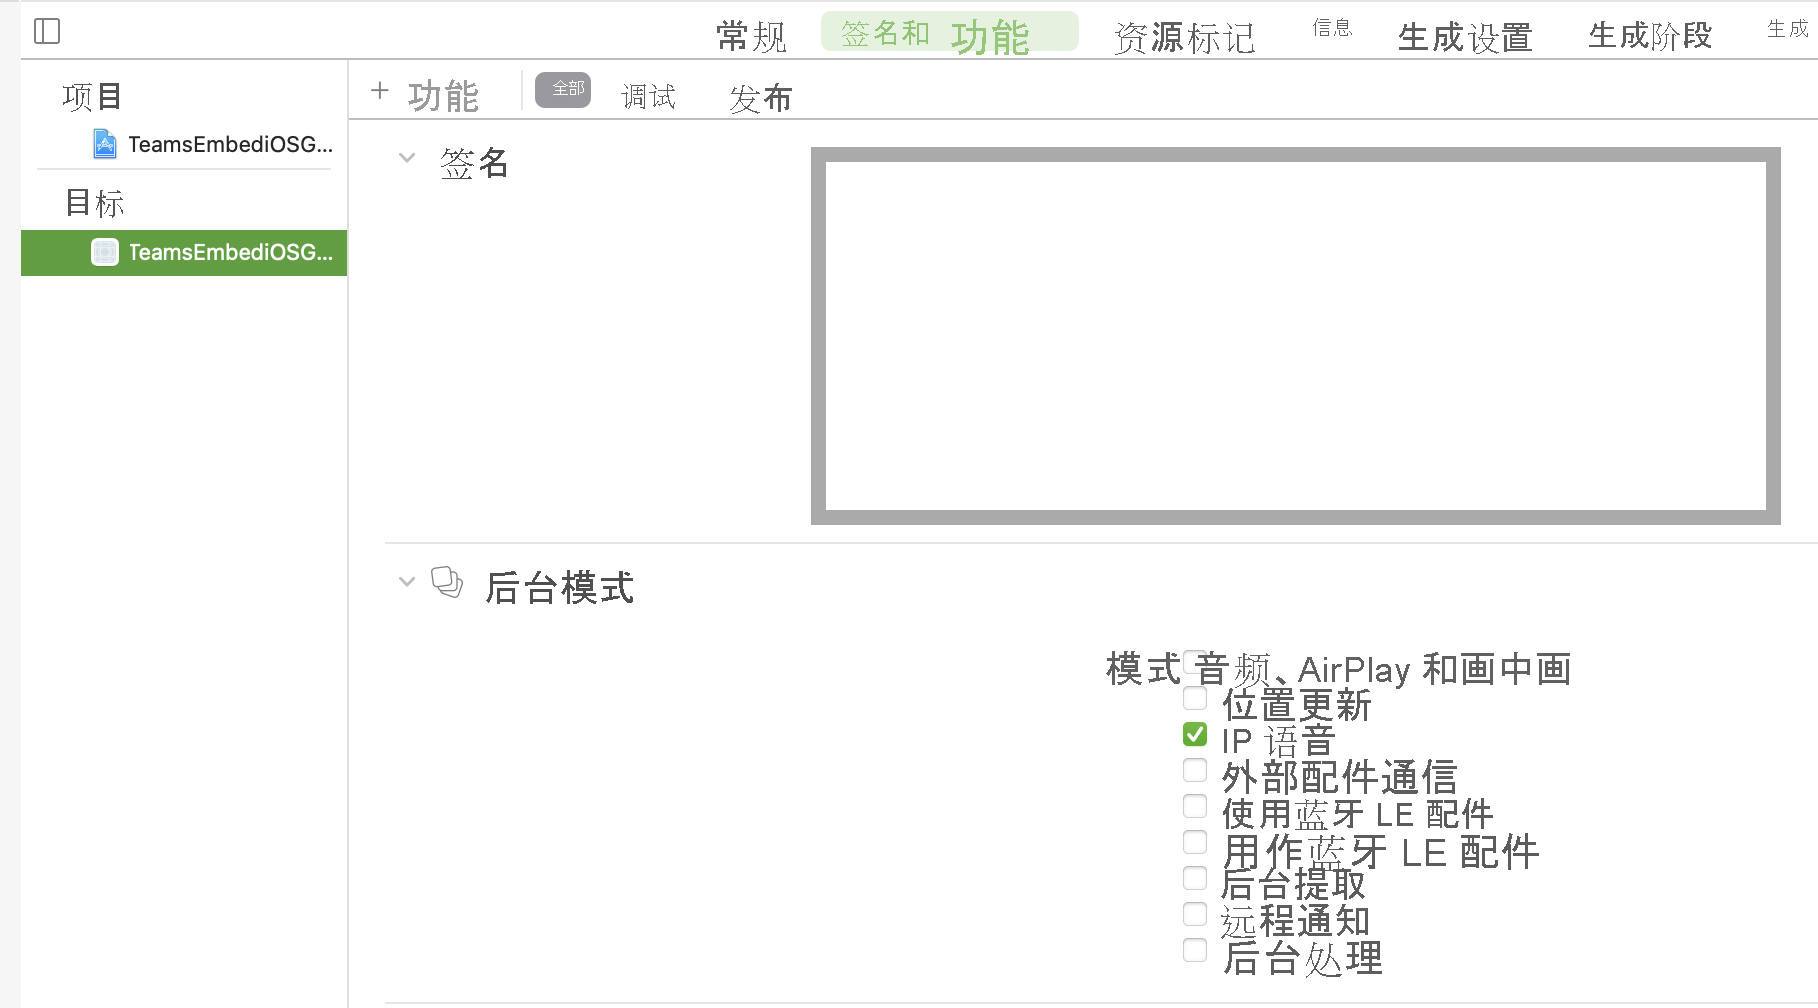 常规 签名和 功能 资源标记 信息 生成设置 生成阶段 生成
项目
+ 功能 全部 调试 发布
TeamsEmbediOSG...
签名
目标
TeamsEmbediOSG...
后台模式
模式 音频、AirPlay 和画中画
位置更新
IP 语音
外部配件通信
使用蓝牙 LE 配件
用作蓝牙 LE 配件
后台提取
远程通知
后台处理